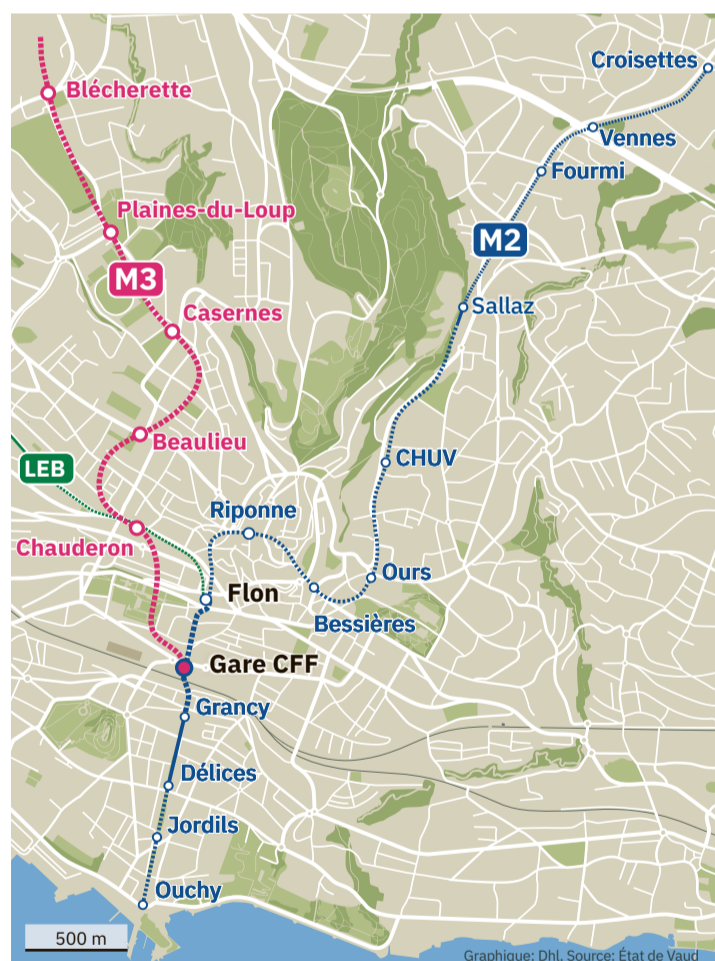 Croisettes
Blécherette
Vennes
Fourmi
Plaines-du-Loup
M2
M3
Casernes
Sallaz
Beaulieu
CHUV
LEB
Riponne
Chauderon
Ours
Flon
Bessières
Gare CFF
Grancy
Délices
Jordils
Ouchy
500 m
Graphique: Dhl. Source: État de Vaud